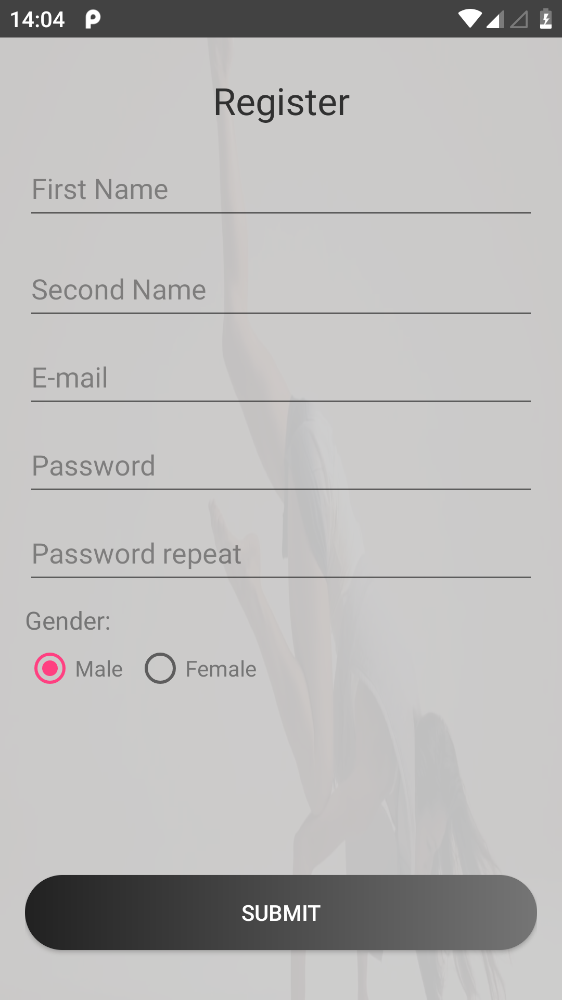 14:04
Register
First Name
Second Name
E-mail
Password
Password repeat
Gender:
Male Female
SUBMIT